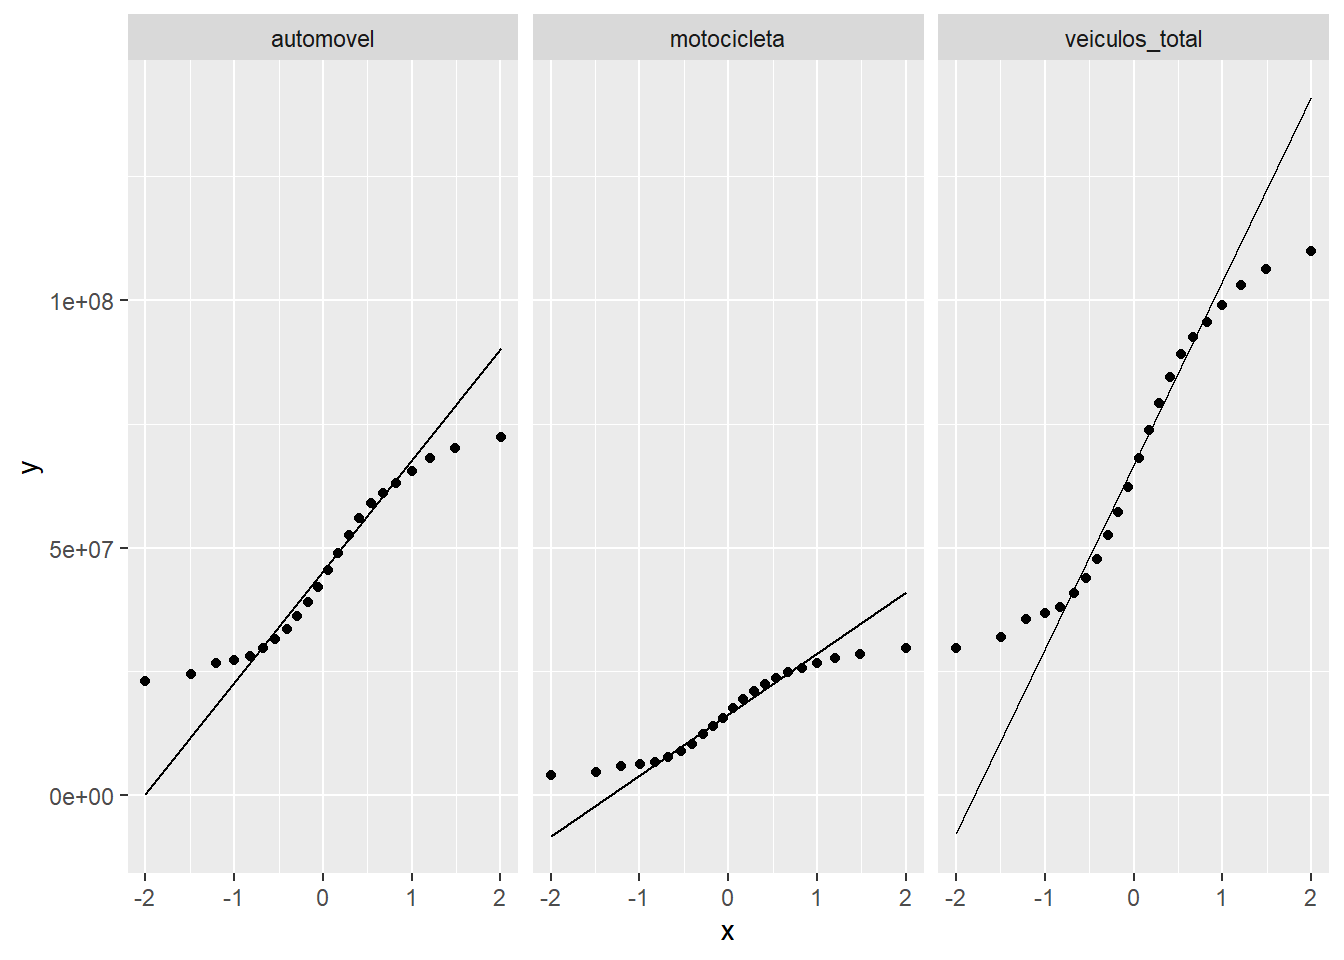 automovel motocicleta veiculos_total
1e+08
5e+07
0e+00
y
-2 -1 0 1 2 -2 -1 0 1 2 -2 -1 0 1 2
x